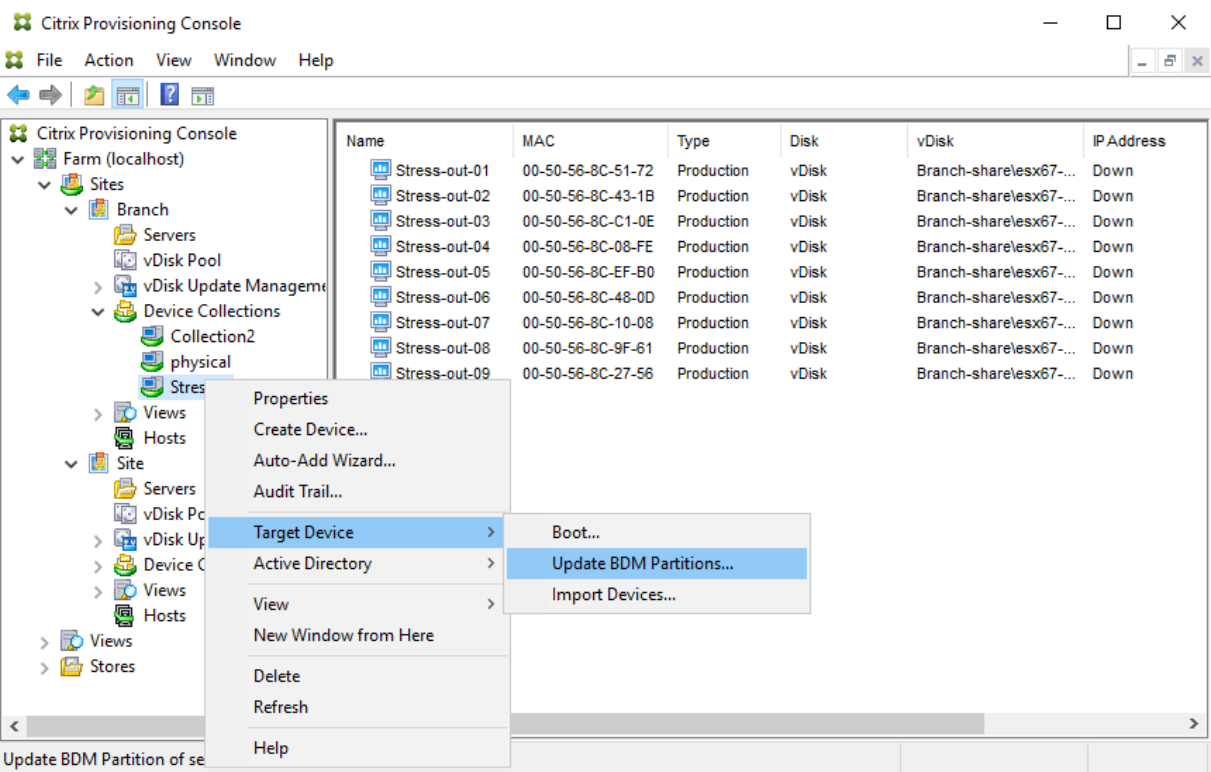 Citrix Provisioning Console
File Action View Window Help
Citrix Provisioning Console
Farm (localhost)
Sites
Branch
Servers
vDisk Pool
vDisk Update Manageme
Device Collections
Collection2
physical
Stres
Views
Hosts
Site
Servers
vDisk Po
vDisk Up
Device C
Views
Hosts
Views
Stores
Name MAC Type Disk vDisk IP Address
Stress-out-01 00-50-56-8C-51-72 Production vDisk Branch-share\esx67-... Down
Stress-out-02 00-50-56-8C-43-1B Production vDisk Branch-share\esx67-... Down
Stress-out-03 00-50-56-8C-C1-0E Production vDisk Branch-share\esx67-... Down
Stress-out-04 00-50-56-8C-08-FE Production vDisk Branch-share\esx67-... Down
Stress-out-05 00-50-56-8C-EF-B0 Production vDisk Branch-share\esx67-... Down
Stress-out-06 00-50-56-8C-48-0D Production vDisk Branch-share\esx67-... Down
Stress-out-07 00-50-56-8C-10-08 Production vDisk Branch-share\esx67-... Down
Stress-out-08 00-50-56-8C-9F-61 Production vDisk Branch-share\esx67-... Down
Stress-out-09 00-50-56-8C-27-56 Production vDisk Branch-share\esx67-... Down
Properties
Create Device...
Auto-Add Wizard...
Audit Trail...
Target Device
Active Directory
View
New Window from Here
Delete
Refresh
Help
Boot...
Update BDM Partitions...
Import Devices...
Update BDM Partition of se